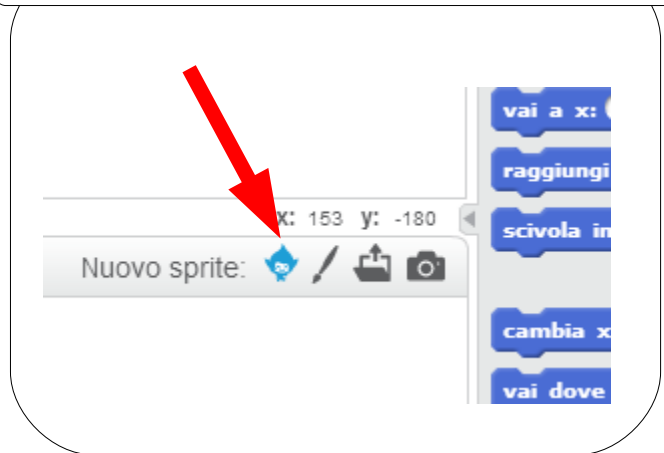 vai a x:
raggiungi
x: 153 y: -180
scivola in
Nuovo sprite:
cambia x
vai dove